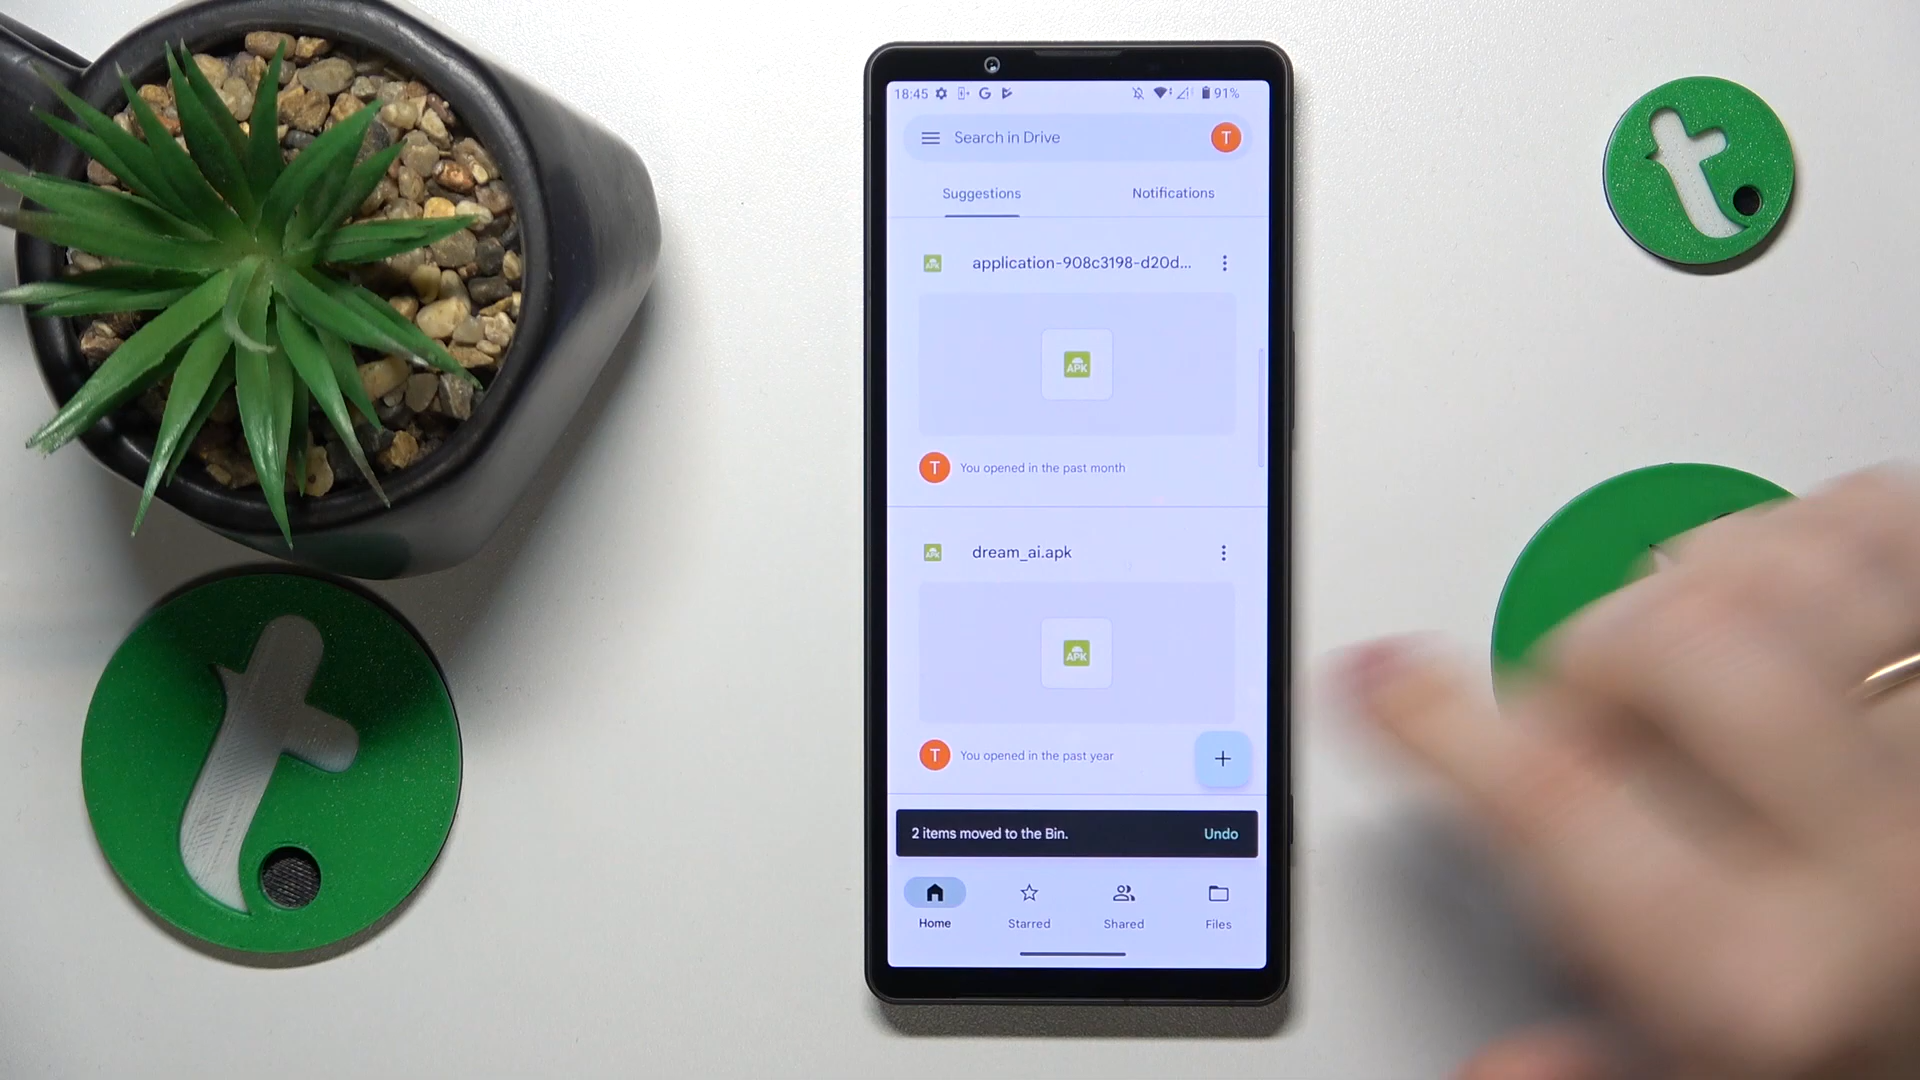 18:45
91%
Search in Drive
T
Suggestions
Notifications
application-908c3198-d20d...
APK
APK
T
You opened in the past month
dream_ai.apk
APK
APK
T
You opened in the past year
2 items moved to the Bin.
Undo
Home
Starred
Shared
Files